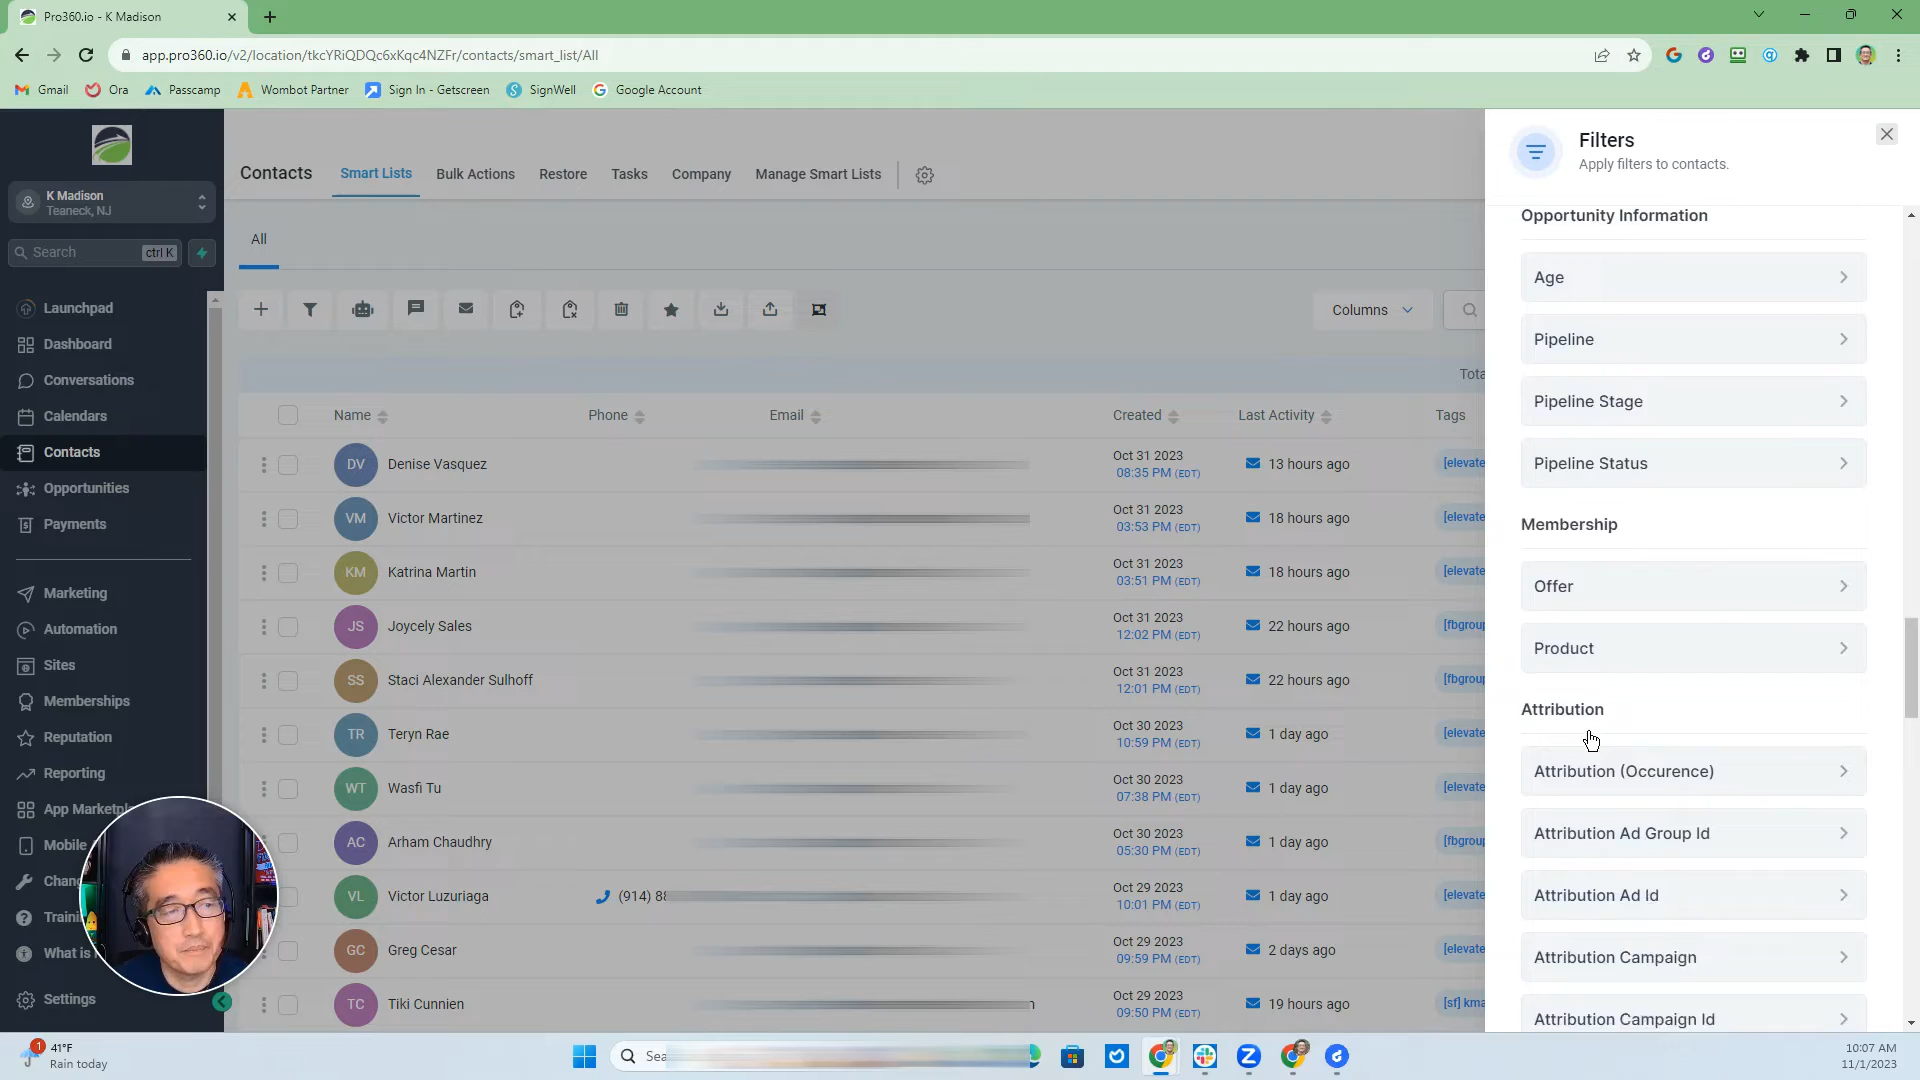 Pro360.io - K Madison
app.pro360.io/v2/location/tkcYRiQDQc6xKqc4NZFr/contacts/smart_list/All
Gmail
Ora
Passcamp
Wombot Partner
Sign In - Getscreen
SignWell
Google Account
K Madison
Teaneck, NJ
Search
ctrl K
Launchpad
Dashboard
Conversations
Calendars
Contacts
Opportunities
Payments
Marketing
Automation
Sites
Memberships
Reputation
Reporting
App Marketpla
Mobile
Chang
Trainin
What is
Settings
Contacts
Smart Lists
Bulk Actions
Restore
Tasks
Company
Manage Smart Lists
All
Columns
Tota
Name
Phone
Email
Created
Last Activity
Tags
DV Denise Vasquez Oct 31 2023 08:35 PM (EDT) 13 hours ago [elevate
VM Victor Martinez Oct 31 2023 03:53 PM (EDT) 18 hours ago [elevate
KM Katrina Martin Oct 31 2023 03:51 PM (EDT) 18 hours ago [elevate
JS Joycely Sales Oct 31 2023 12:02 PM (EDT) 22 hours ago [fbgroup
SS Staci Alexander Sulhoff Oct 31 2023 12:01 PM (EDT) 22 hours ago [fbgroup
TR Teryn Rae Oct 30 2023 10:59 PM (EDT) 1 day ago [elevate
WT Wasfi Tu Oct 30 2023 07:38 PM (EDT) 1 day ago [elevate
AC Arham Chaudhry Oct 30 2023 05:30 PM (EDT) 1 day ago [fbgroup
VL Victor Luzuriaga (914) 88 Oct 29 2023 10:01 PM (EDT) 1 day ago [elevate
GC Greg Cesar Oct 29 2023 09:59 PM (EDT) 2 days ago [elevate
TC Tiki Cunnien n Oct 29 2023 09:50 PM (EDT) 19 hours ago [sf] kma
Filters
Apply filters to contacts.
Opportunity Information
Age
Pipeline
Pipeline Stage
Pipeline Status
Membership
Offer
Product
Attribution
Attribution (Occurence)
Attribution Ad Group Id
Attribution Ad Id
Attribution Campaign
Attribution Campaign Id
1
41°F
Rain today
Sea
10:07 AM
11/1/2023